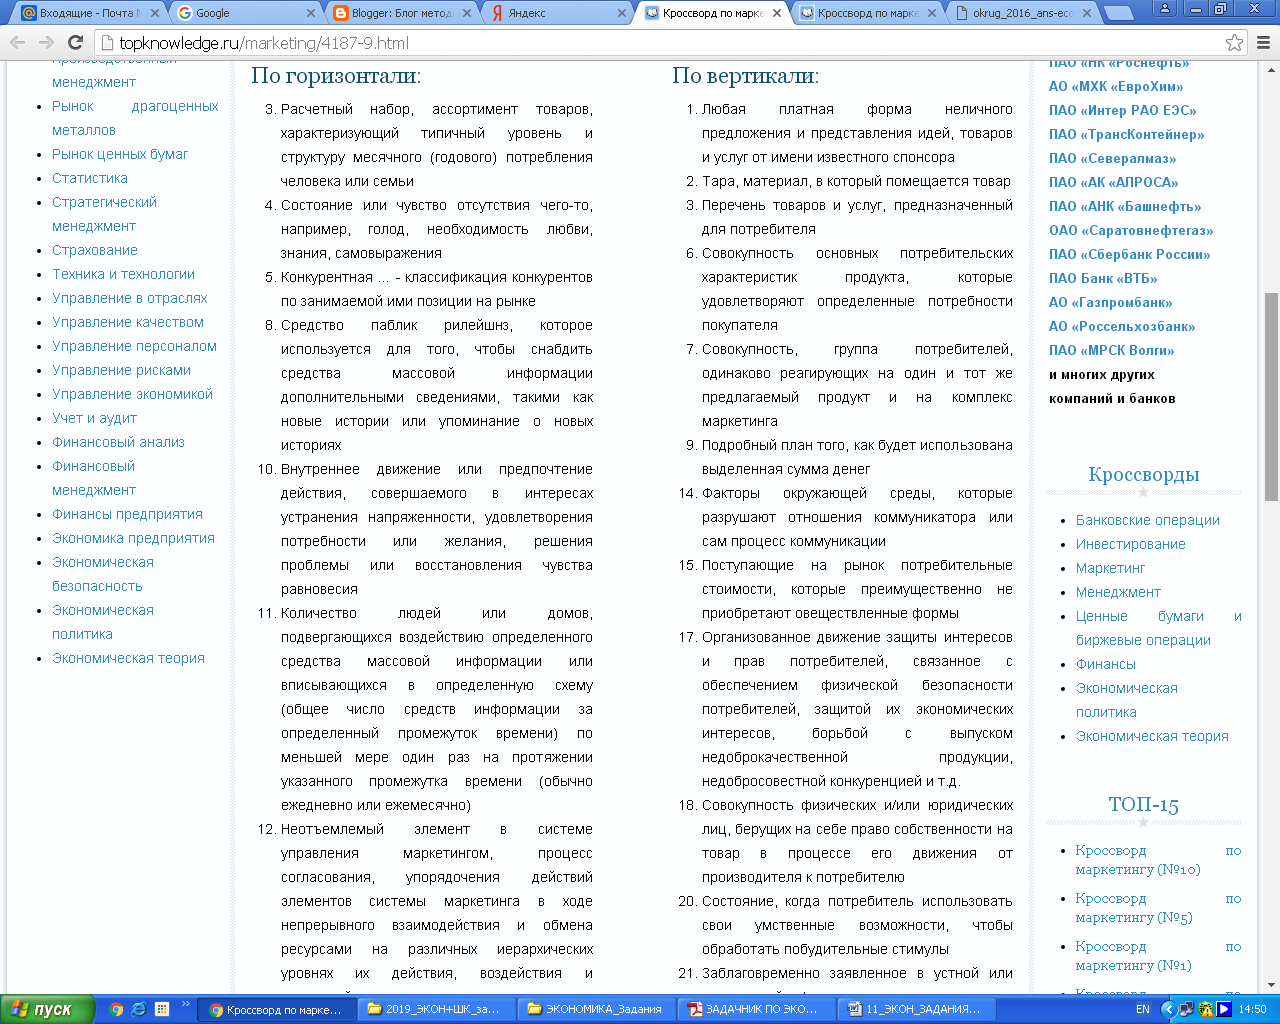 Входящие - Почта M
Google
Blogger: Блог метод
Яндекс
Кроссворд по марке
Кроссворд по марке
okrug_2016_ans-eco
topknowledge.ru/marketing/4187-9.html
Производственный
менеджмент
Рынок драгоценных
металлов
Рынок ценных бумаг
Статистика
Стратегический
менеджмент
Страхование
Техника и технологии
Управление в отраслях
Управление качеством
Управление персоналом
Управление рисками
Управление экономикой
Учет и аудит
Финансовый анализ
Финансовый
менеджмент
Финансы предприятия
Экономика предприятия
Экономическая
безопасность
Экономическая
политика
Экономическая теория
По горизонтали:
3. Расчетный набор, ассортимент товаров,
характеризующий типичный уровень и
структуру месячного (годового) потребления
человека или семьи
4. Состояние или чувство отсутствия чего-то,
например, голод, необходимость любви,
знания, самовыражения
5. Конкурентная ... - классификация конкурентов
по занимаемой ими позиции на рынке
8. Средство паблик рилейшнз, которое
используется для того, чтобы снабдить
средства массовой информации
дополнительными сведениями, такими как
новые истории или упоминание о новых
историях
10. Внутреннее движение или предпочтение
действия, совершаемого в интересах
устранения напряженности, удовлетворения
потребности или желания, решения
проблемы или восстановления чувства
равновесия
11. Количество людей или домов,
подвергающихся воздействию определенного
средства массовой информации или
вписывающихся в определенную схему
(общее число средств информации за
определенный промежуток времени) по
меньшей мере один раз на протяжении
указанного промежутка времени (обычно
ежедневно или ежемесячно)
12. Неотъемлемый элемент в системе
управления маркетингом, процесс
согласования, упорядочения действий
элементов системы маркетинга в ходе
непрерывного взаимодействия и обмена
ресурсами на различных иерархических
уровнях их действия, воздействия и
По вертикали:
1. Любая платная форма неличного
предложения и представления идей, товаров
и услуг от имени известного спонсора
2. Тара, материал, в который помещается товар
3. Перечень товаров и услуг, предназначенный
для потребителя
6. Совокупность основных потребительских
характеристик продукта, которые
удовлетворяют определенные потребности
покупателя
7. Совокупность, группа потребителей,
одинаково реагирующих на один и тот же
предлагаемый продукт и на комплекс
маркетинга
9. Подробный план того, как будет использована
выделенная сумма денег
14. Факторы окружающей среды, которые
разрушают отношения коммуникатора или
сам процесс коммуникации
15. Поступающие на рынок потребительные
стоимости, которые преимущественно не
приобретают овеществленные формы
17. Организованное движение защиты интересов
и прав потребителей, связанное с
обеспечением физической безопасности
потребителей, защитой их экономических
интересов, борьбой с выпуском
недоброкачественной продукции,
недобросовестной конкуренцией и т.д.
18. Совокупность физических и/или юридических
лиц, берущих на себе право собственности на
товар в процессе его движения от
производителя к потребителю
20. Состояние, когда потребитель использовать
свои умственные возможности, чтобы
обработать побудительные стимулы
21. Заблаговременно заявленное в устной или
ПАО «НК «Роснефть»
АО «МХК «ЕвроХим»
ПАО «Интер РАО ЕЭС»
ПАО «ТрансКонтейнер»
ПАО «Севералмаз»
ПАО «АК «АЛРОСА»
ПАО «АНК «Башнефть»
ОАО «Саратовнефтегаз»
ПАО «Сбербанк России»
ПАО Банк «ВТБ»
АО «Газпромбанк»
АО «Россельхозбанк»
ПАО «МРСК Волги»
и многих других
компаний и банков
Кроссворды
Банковские операции
Инвестирование
Маркетинг
Менеджмент
Ценные бумаги и
биржевые операции
Финансы
Экономическая
политика
Экономическая теория
ТОП-15
Кроссворд по
маркетингу (№10)
Кроссворд по
маркетингу (№5)
Кроссворд по
маркетингу (№1)
Кроссворд по
пуск
Кроссворд по марке...
2019_ЭКОН+ШК_за...
ЭКОНОМИКА_Задания
ЗАДАЧНИК ПО ЭКО...
11_ЭКОН_ЗАДАНИЯ...
EN
14:50